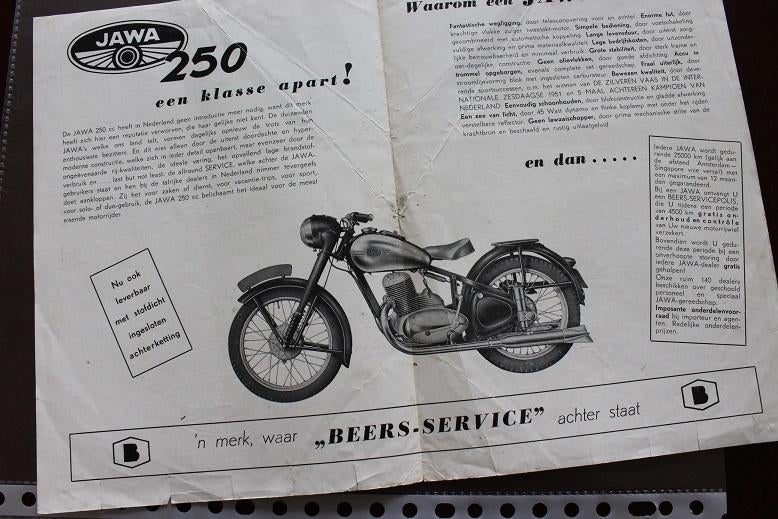 JAWA
250
een klasse apart!
De JAWA 250 cc heeft in Nederland geen introductie meer nodig, want dit merk
heeft zich hier een reputatie verworven, die haar gelijke niet kent. De duizenden
JAWA's welke ons land telt, vormen dagelijks opnieuw de trots van hun
enthousiaste bezitters. En dit niet alleen door de uiterst doordachte en hyper-
moderne constructie, welke zich in ieder detail openbaart, maar evenzeer door de
ongeëvenaarde rij-kwaliteiten, de ideale vering, het opvallend lage brandstof-
verbruik en .... last but not least: de allround SERVICE, welke achter de JAWA-
gebruikers staat en hen bij de talrijke dealers in Nederland nimmer tevergeefs
doet aankloppen. Zij het voor zaken of dienst, voor vacantie-trips, voor sport,
voor solo- of duo-gebruik, de JAWA 250 cc belichaamt het ideaal voor de meest
eisende motorrijder.
Waarom een JAWA
Fantastische wegligging, door telescoopvering voor en achter. Enorme fut, door
krachtige vlakke zuiger tweetakt-motor. Simpele bediening, door voetschakeling
gecombineerd met automatische koppeling. Lange levensduur, door uiterst zorg-
vuldige afwerking en prima materiaalkwaliteit. Lage bedrijfskosten, door uitzonder-
lijke betrouwbaarheid en minimaal verbruik. Grote stabiliteit, door sterk frame en
oer-degelijke constructie. Geen olievlekken, door goede afdichting. Accu in
trommel opgeborgen, evenals complete set gereedschap. Fraai uiterlijk, door
stroomlijnvormig blok met ingesloten carburateur. Bewezen kwaliteit, door dave-
rende sportsuccessen, o.m. het winnen van DE ZILVEREN VAAS IN DE INTER-
NATIONALE ZESDAAGSE 1951 en 5 MAAL ACHTEREEN KAMPIOEN VAN
NEDERLAND. Eenvoudig schoonhouden, door blokconstructie en gladde afwerking
Een zee van licht, door 45 Watt dynamo en flinke koplamp met onder het rijden
verstelbare reflector. Geen lawaaischopper, door prima mechanische stilte van de
krachtbron en beschaafd en rustig uitlaatgeluid
en dan .....
Iedere JAWA wordt gedu-
rende 25000 km (gelijk aan
de afstand Amsterdam—
Singapore vice versa!) met
een maximum van 12 maan-
den gegarandeerd.
Bij een JAWA ontvangt U
een BEERS-SERVICEPOLIS,
die U tijdens een periode
van 4500 km gratis on-
derhoud en contrôle
van Uw nieuwe motorrijwiel
verzekert.
Bovendien wordt U gedu-
rende deze periode bij een
onverhoopte storing door
iedere JAWA-dealer gratis
geholpen!
Onze ruim 140 dealers
beschikken over geschoold
personeel en speciaal
JAWA-gereedschap.
Imposante onderdelenvoor-
raad bij importeur en agen-
ten. Redelijke onderdelen-
prijzen.
Nu ook
leverbaar
met stofdicht
ingesloten
achterketting
B
'n merk, waar „BEERS-SERVICE” achter staat
B